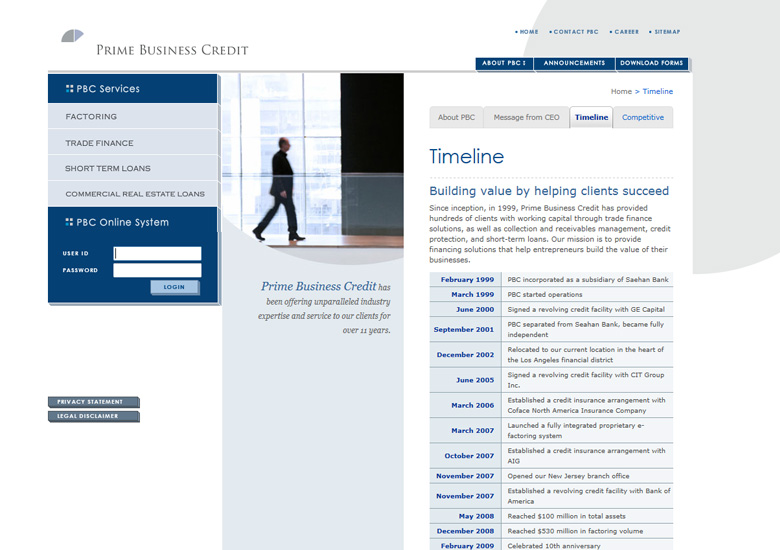 HOME CONTACT PBC CAREER SITEMAP
PRIME BUSINESS CREDIT
ABOUT PBC ANNOUNCEMENTS DOWNLOAD FORMS
PBC Services
FACTORING
TRADE FINANCE
SHORT TERM LOANS
COMMERCIAL REAL ESTATE LOANS
PBC Online System
USER ID
PASSWORD
LOGIN
PRIVACY STATEMENT
LEGAL DISCLAIMER
Prime Business Credit has
been offering unparalleled industry
expertise and service to our clients for
over 11 years.
Home > Timeline
About PBC Message from CEO Timeline Competitive
Timeline
Building value by helping clients succeed
Since inception, in 1999, Prime Business Credit has provided
hundreds of clients with working capital through trade finance
solutions, as well as collection and receivables management, credit
protection, and short-term loans. Our mission is to provide
financing solutions that help entrepreneurs build the value of their
businesses.
February 1999 PBC incorporated as a subsidiary of Saehan Bank
March 1999 PBC started operations
June 2000 Signed a revolving credit facility with GE Capital
September 2001 PBC separated from Seahan Bank, became fully
independent
December 2002 Relocated to our current location in the heart of
the Los Angeles financial district
June 2005 Signed a revolving credit facility with CIT Group
Inc.
March 2006 Established a credit insurance arrangement with
Coface North America Insurance Company
March 2007 Launched a fully integrated proprietary e-
factoring system
October 2007 Established a credit insurance arrangement with
AIG
November 2007 Opened our New Jersey branch office
November 2007 Established a revolving credit facility with Bank of
America
May 2008 Reached $100 million in total assets
December 2008 Reached $530 million in factoring volume
February 2009 Celebrated 10th anniversary